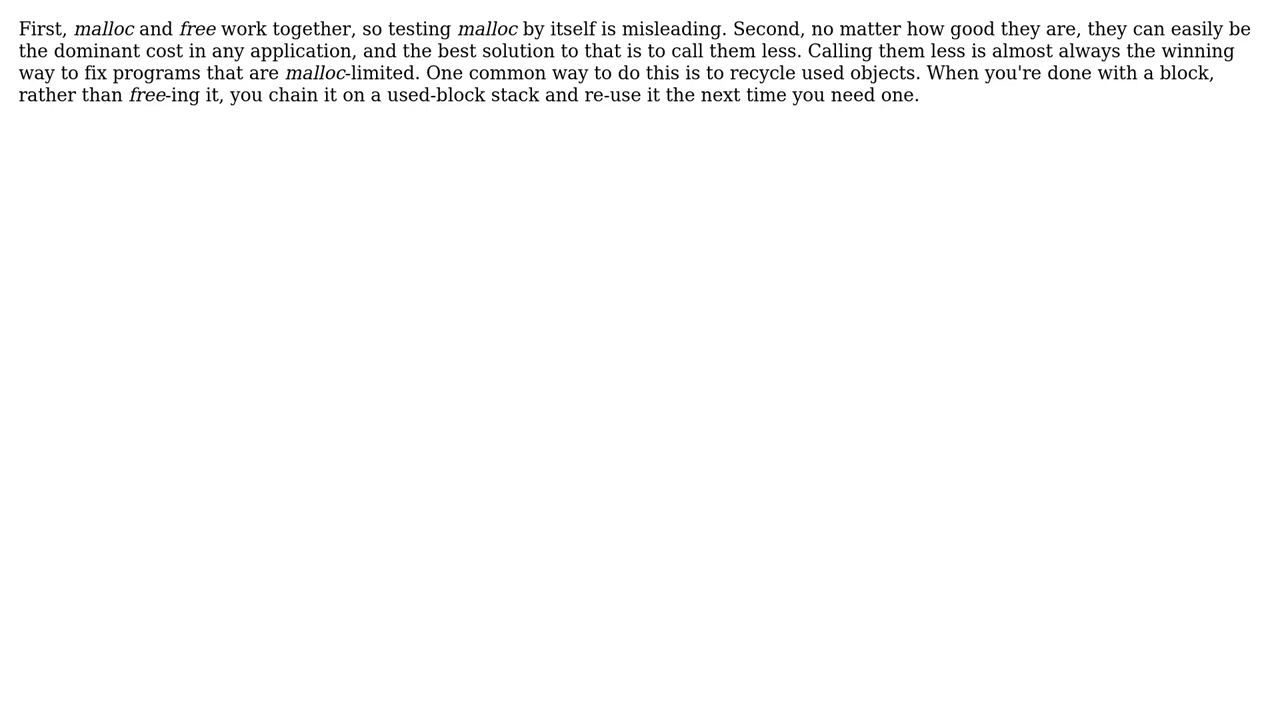 First, malloc and free work together, so testing malloc by itself is misleading. Second, no matter how good they are, they can easily be
the dominant cost in any application, and the best solution to that is to call them less. Calling them less is almost always the winning
way to fix programs that are malloc-limited. One common way to do this is to recycle used objects. When you're done with a block,
rather than free-ing it, you chain it on a used-block stack and re-use it the next time you need one.